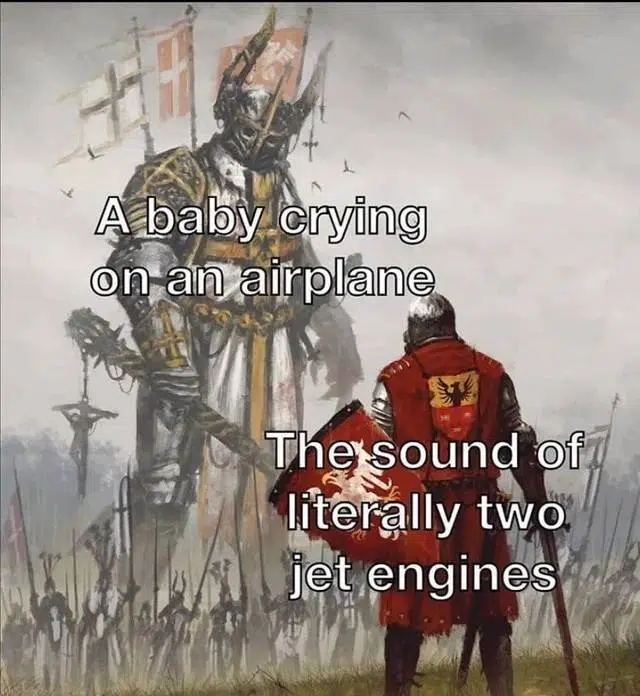 A baby crying
on an airplane
The sound of
literally two
jet engines